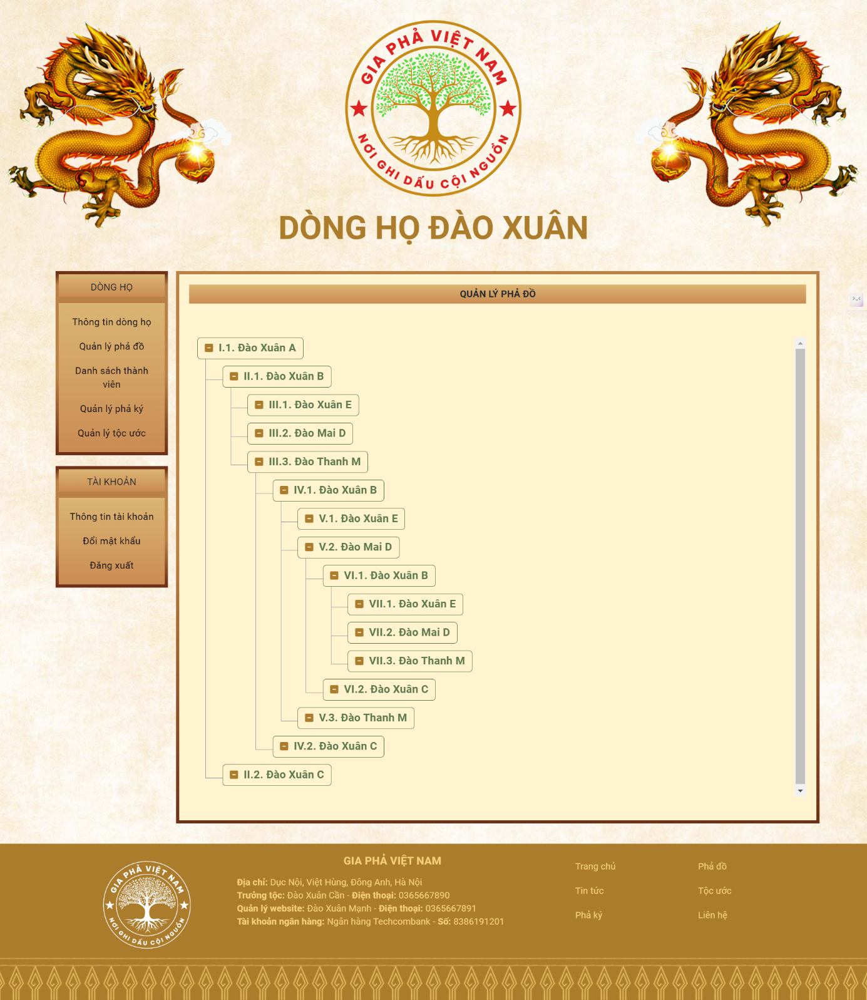 GIA PHẢ VIỆT NAM
NƠI GHI DẤU CỘI NGUỒN
DÒNG HỌ ĐÀO XUÂN
DÒNG HỌ
Thông tin dòng họ
Quản lý phả đồ
Danh sách thành
viên
Quản lý phả ký
Quản lý tộc ước
TÀI KHOẢN
Thông tin tài khoản
Đổi mật khẩu
Đăng xuất
QUẢN LÝ PHẢ ĐỒ
I.1. Đào Xuân A
II.1. Đào Xuân B
III.1. Đào Xuân E
III.2. Đào Mai D
III.3. Đào Thanh M
IV.1. Đào Xuân B
V.1. Đào Xuân E
V.2. Đào Mai D
VI.1. Đào Xuân B
VII.1. Đào Xuân E
VII.2. Đào Mai D
VII.3. Đào Thanh M
VI.2. Đào Xuân C
V.3. Đào Thanh M
IV.2. Đào Xuân C
II.2. Đào Xuân C
GIA PHẢ VIỆT NAM
NƠI GHI DẤU CỘI NGUỒN
GIA PHẢ VIỆT NAM
Địa chỉ: Dục Nội, Việt Hùng, Đông Anh, Hà Nội
Trưởng tộc: Đào Xuân Cần - Điện thoại: 0365667890
Quản lý website: Đào Xuân Mạnh - Điện thoại: 0365667891
Tài khoản ngân hàng: Ngân hàng Techcombank - Số: 8386191201
Trang chủ
Tin tức
Phả ký
Phả đồ
Tộc ước
Liên hệ